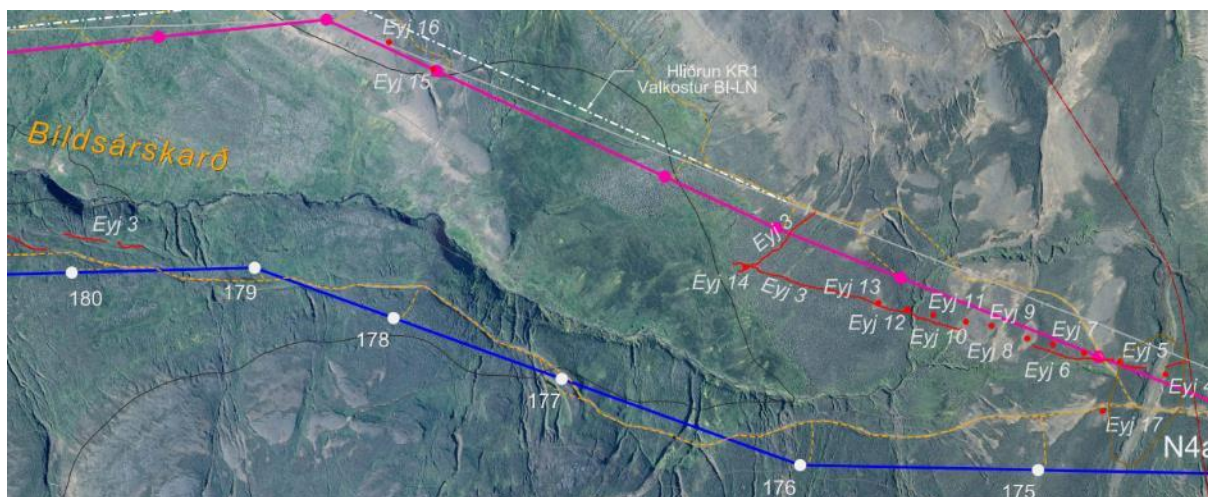 Eyj 16
Eyj 15
Hliðrun KR1
Valkostur BI-LN
Bíldsárskarð
Eyj 3
Eyj 3
Eyj 14
Eyj 3
Eyj 13
Eyj 12
Eyj 11
Eyj 10
Eyj 9
Eyj 8
Eyj 7
Eyj 6
Eyj 5
Eyj 4
Eyj 17
N4a
180
179
178
177
176
175